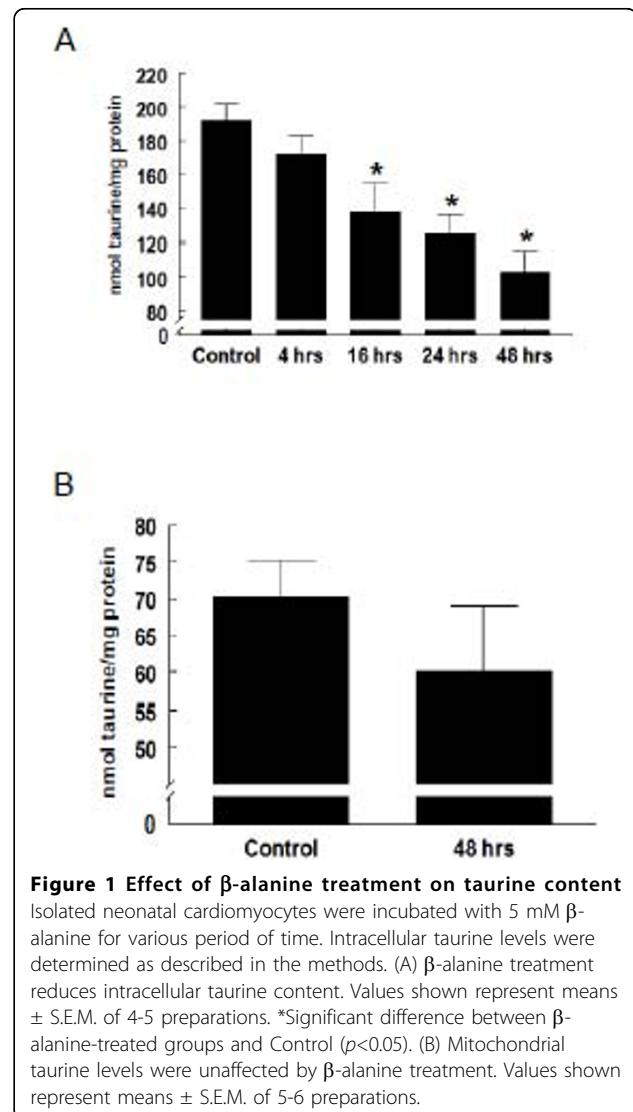 A
nmol taurine/mg protein
220
200
180
160
140
120
100
80
0
*
*
*
Control 4 hrs 16 hrs 24 hrs 48 hrs
B
nmol taurine/mg protein
80
75
70
65
60
55
50
0
Control 48 hrs
Figure 1 Effect of β-alanine treatment on taurine content
Isolated neonatal cardiomyocytes were incubated with 5 mM β-
alanine for various period of time. Intracellular taurine levels were
determined as described in the methods. (A) β-alanine treatment
reduces intracellular taurine content. Values shown represent means
± S.E.M. of 4-5 preparations. *Significant difference between β-
alanine-treated groups and Control (p<0.05). (B) Mitochondrial
taurine levels were unaffected by β-alanine treatment. Values shown
represent means ± S.E.M. of 5-6 preparations.